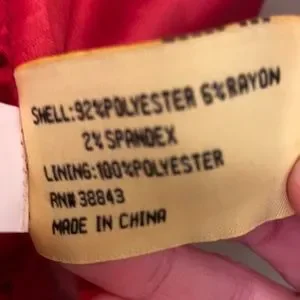 SHELL:92%POLYESTER 6%RAYON
2%SPANDEX
LINING:100%POLYESTER
RN#38843
MADE IN CHINA